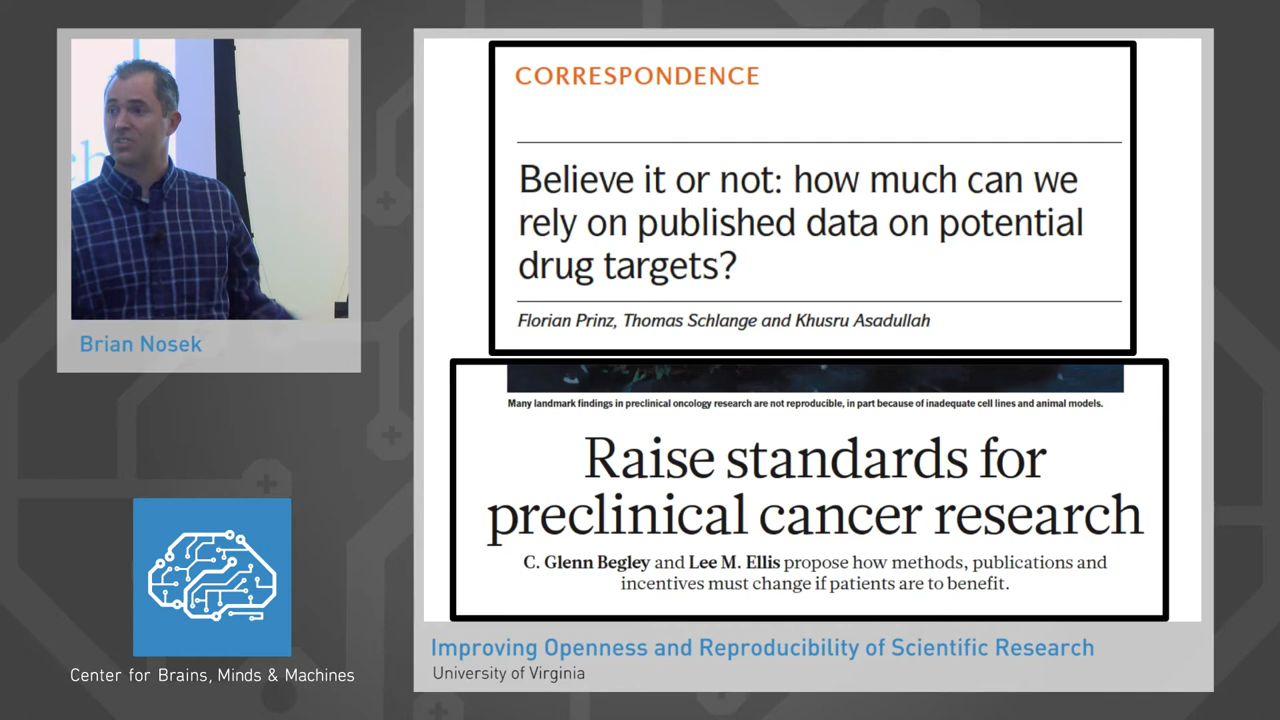 CORRESPONDENCE
Believe it or not: how much can we
rely on published data on potential
drug targets?
Florian Prinz, Thomas Schlange and Khusru Asadullah
Brian Nosek
Many landmark findings in preclinical oncology research are not reproducible, in part because of inadequate cell lines and animal models.
Raise standards for
preclinical cancer research
C. Glenn Begley and Lee M. Ellis propose how methods, publications and
incentives must change if patients are to benefit.
Center for Brains, Minds & Machines
Improving Openness and Reproducibility of Scientific Research
University of Virginia